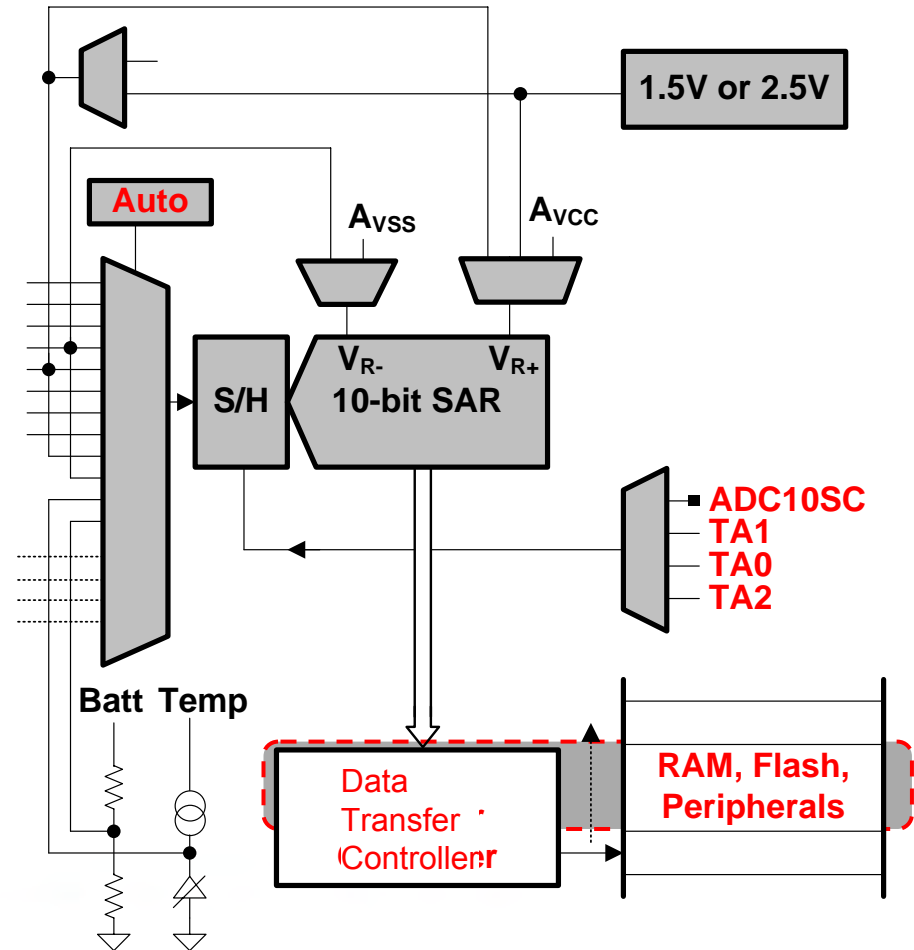 1.5V or 2.5V
Auto
AVSS
AVCC
VR-
VR+
S/H
10-bit SAR
ADC10SC
TA1
TA0
TA2
Batt
Temp
Data
Transfer
Controller
RAM, Flash,
Peripherals